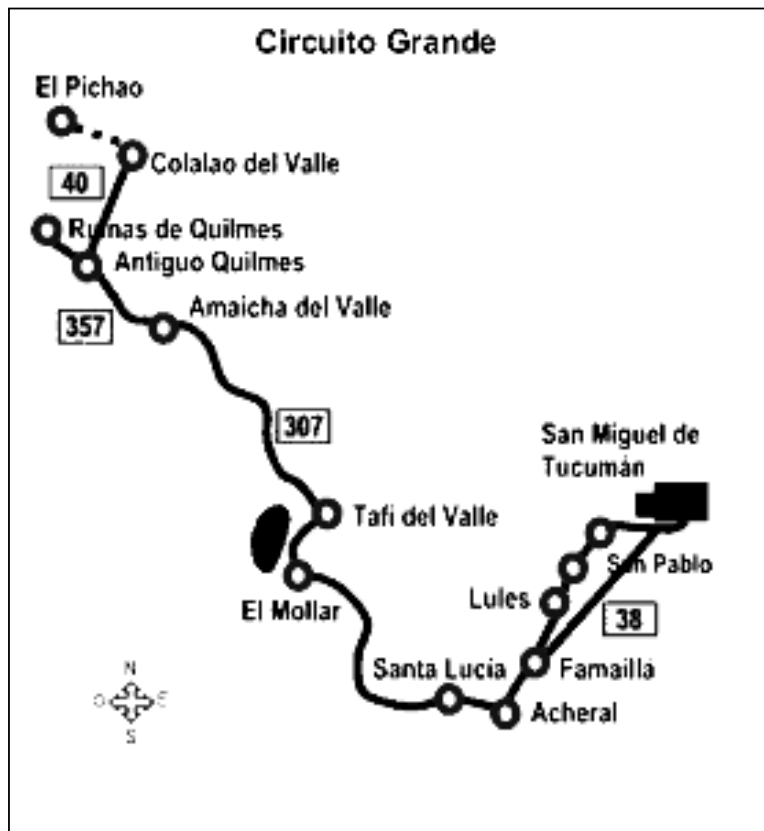 Circuito Grande
El Pichao
Colalao del Valle
40
Ruinas de Quilmes
Antiguo Quilmes
Amaicha del Valle
357
307
San Miguel de
Tucumán
Tafi del Valle
San Pablo
Lules
El Mollar
38
Santa Lucia
Famaillá
Acheral
N
O
E
S